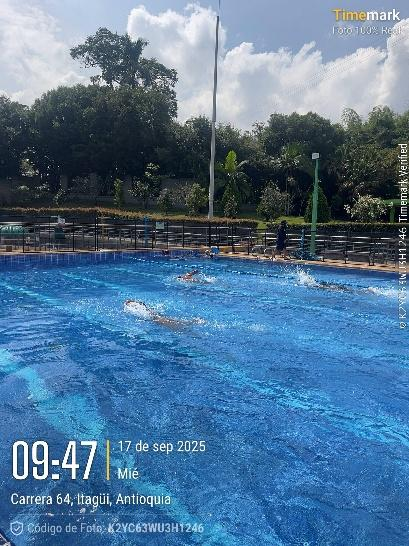 Timemark
Foto 100% Real
© K2YC63WU3H1246 Timemark Verified
09:47
17 de sep 2025
Mié
Carrera 64, Itagüi, Antioquia
Código de Foto: K2YC63WU3H1246